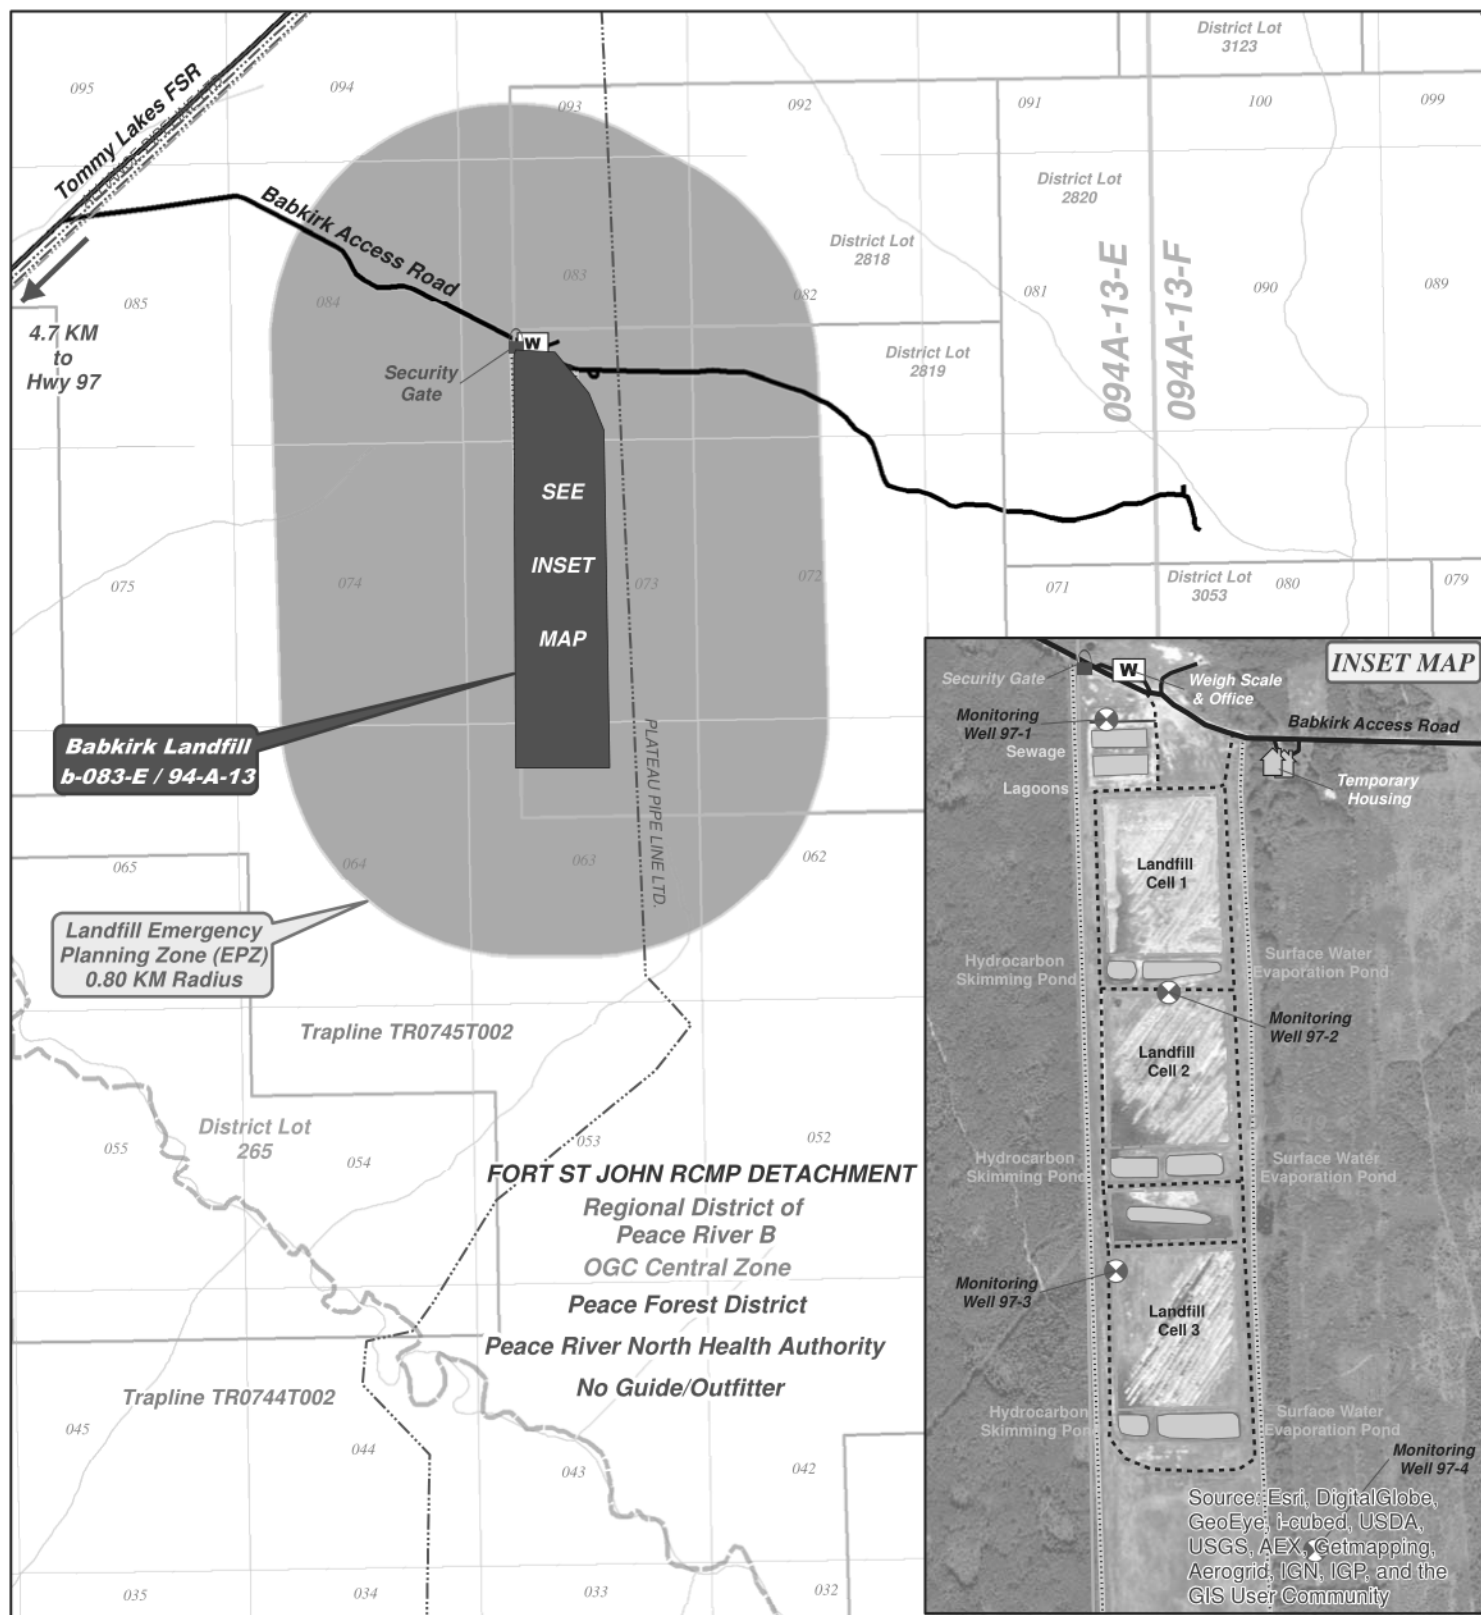 District Lot
3123
095
094
093
092
091
100
099
Tommy Lakes FSR
Babkirk Access Road
District Lot
2820
District Lot
2818
094A-13-E
094A-13-F
085
084
083
082
081
090
089
4.7 KM
to
Hwy 97
W
Security
Gate
District Lot
2819
SEE
INSET
MAP
075
074
073
072
071
District Lot
3053
080
079
Babkirk Landfill
b-083-E / 94-A-13
PLATEAU PIPE LINE LTD.
065
064
063
062
Landfill Emergency
Planning Zone (EPZ)
0.80 KM Radius
Trapline TR0745T002
District Lot
265
055
054
053
052
FORT ST JOHN RCMP DETACHMENT
Regional District of
Peace River B
OGC Central Zone
Peace Forest District
Peace River North Health Authority
No Guide/Outfitter
Trapline TR0744T002
045
044
043
042
035
034
033
032
INSET MAP
Security Gate
W
Weigh Scale
& Office
Monitoring
Well 97-1
Babkirk Access Road
Sewage
Lagoons
Temporary
Housing
Landfill
Cell 1
Hydrocarbon
Skimming Pond
Surface Water
Evaporation Pond
Monitoring
Well 97-2
Landfill
Cell 2
Hydrocarbon
Skimming Pond
Surface Water
Evaporation Pond
Monitoring
Well 97-3
Landfill
Cell 3
Hydrocarbon
Skimming Pon
Surface Water
Evaporation Pond
Monitoring
Well 97-4
Source: Esri, DigitalGlobe,
GeoEye, i-cubed, USDA,
USGS, AEX, Getmapping,
Aerogrid, IGN, IGP, and the
GIS User Community